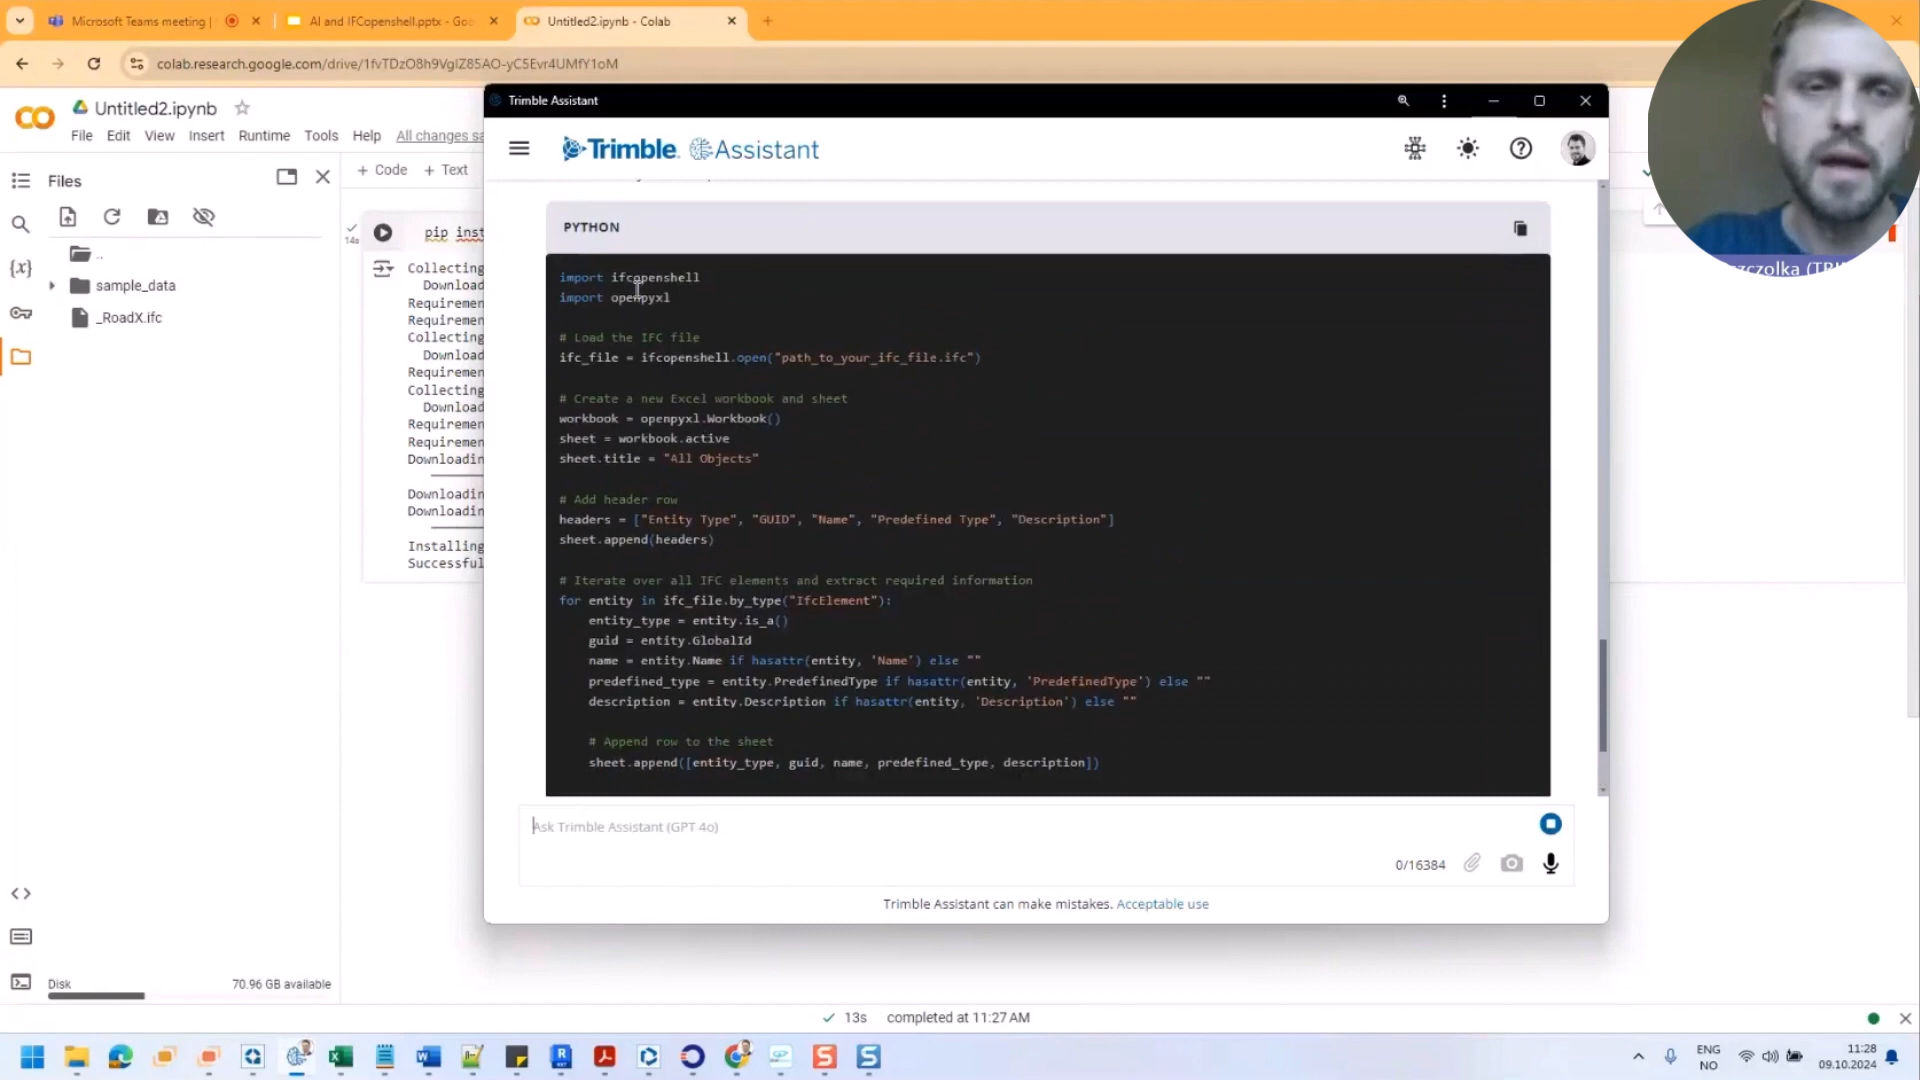 Microsoft Teams meeting |
AI and IFCopenshell.pptx - Goo
Untitled2.ipynb - Colab
colab.research.google.com/drive/1fvTDzO8h9VgIZ85AO-yC5Evr4UMfY1oM
Untitled2.ipynb
File Edit View Insert Runtime Tools Help All changes sa
Files
+ Code + Text
..
sample_data
_RoadX.ifc
14s
pip inst
Collecting
Download
Requiremen
Requiremen
Collecting
Download
Requiremen
Collecting
Download
Requiremen
Requiremen
Downloadin
Downloadin
Downloadin
Installing
Successful
Disk
70.96 GB available
Trimble Assistant
Trimble Assistant
PYTHON
import ifcopenshell
import openpyxl
# Load the IFC file
ifc_file = ifcopenshell.open("path_to_your_ifc_file.ifc")
# Create a new Excel workbook and sheet
workbook = openpyxl.Workbook()
sheet = workbook.active
sheet.title = "All Objects"
# Add header row
headers = ["Entity Type", "GUID", "Name", "Predefined Type", "Description"]
sheet.append(headers)
# Iterate over all IFC elements and extract required information
for entity in ifc_file.by_type("IfcElement"):
entity_type = entity.is_a()
guid = entity.GlobalId
name = entity.Name if hasattr(entity, 'Name') else ""
predefined_type = entity.PredefinedType if hasattr(entity, 'PredefinedType') else ""
description = entity.Description if hasattr(entity, 'Description') else ""
# Append row to the sheet
sheet.append([entity_type, guid, name, predefined_type, description])
Ask Trimble Assistant (GPT 4o)
0/16384
Trimble Assistant can make mistakes. Acceptable use
13s completed at 11:27 AM
ENG
NO
11:28
09.10.2024